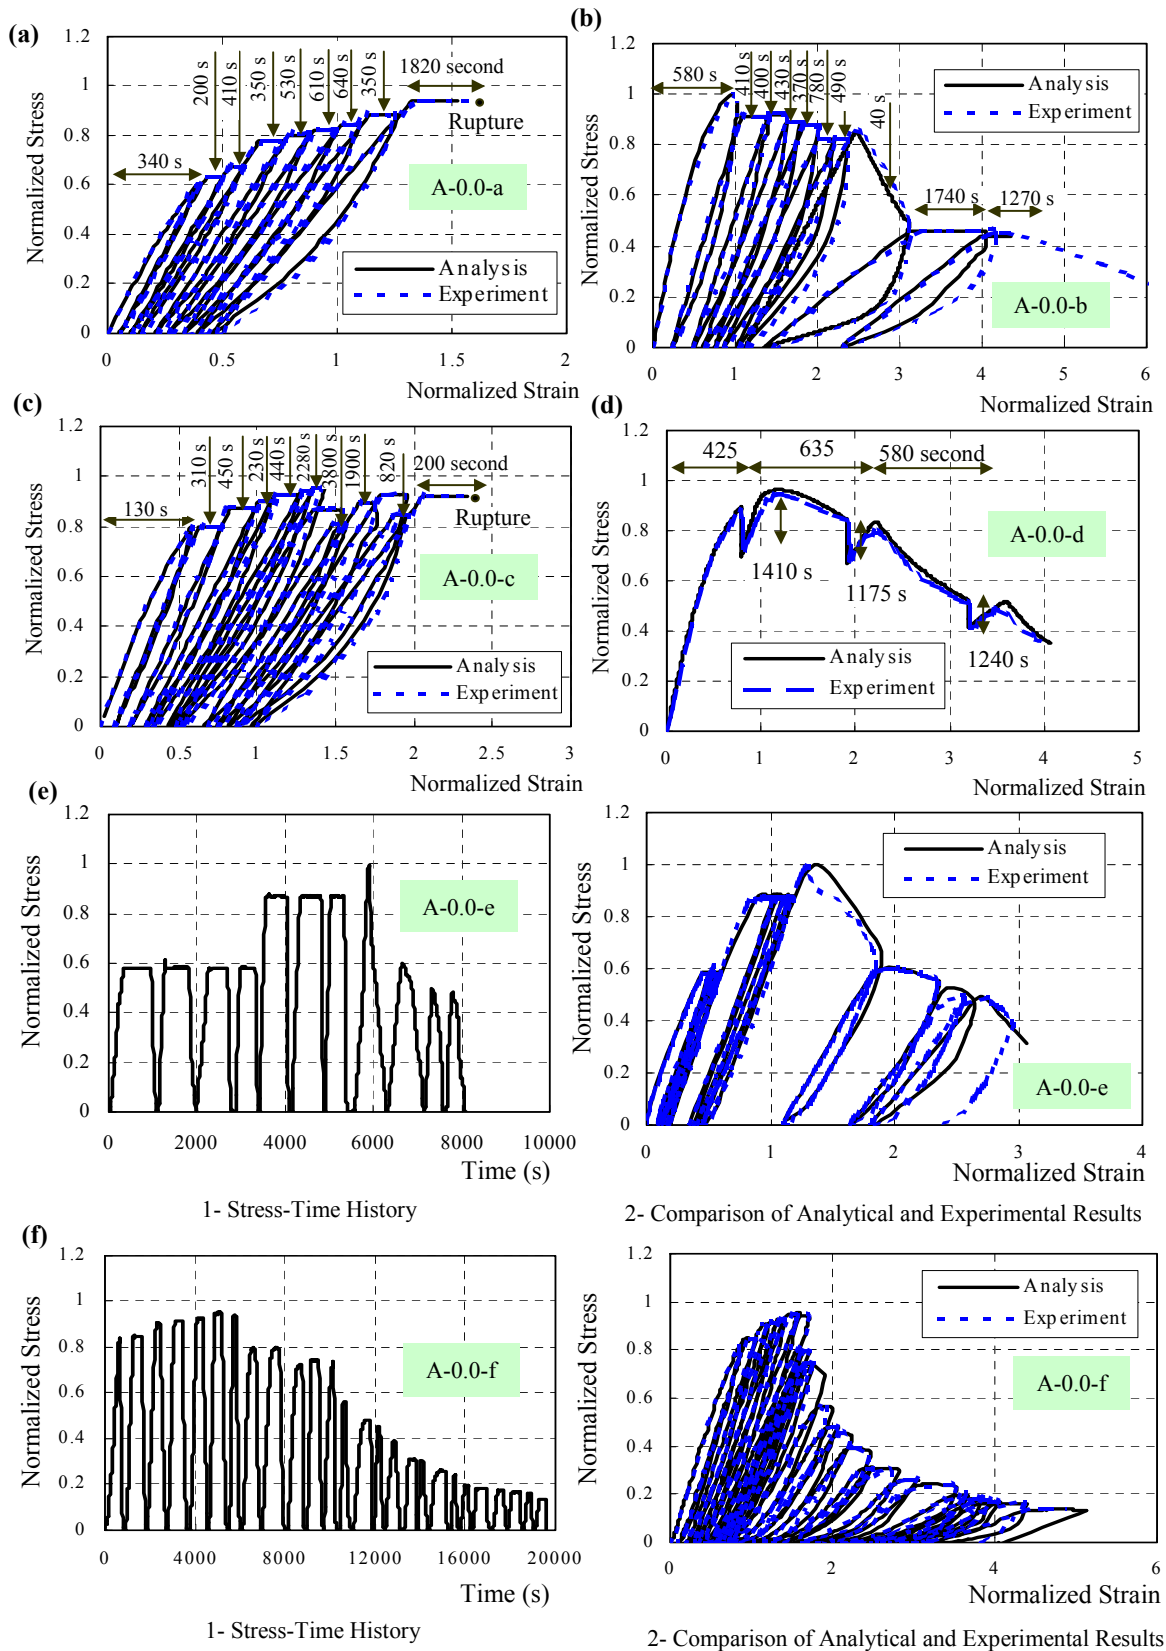 (a)
1.2
1
0.8
0.6
0.4
0.2
0
Normalized Stress
200 s
410 s
350 s
530 s
610 s
640 s
350 s
1820 second
Rupture
340 s
A-0.0-a
Analysis
Experiment
0
0.5
1
1.5
2
Normalized Strain
(b)
1.2
1
0.8
0.6
0.4
0.2
0
Normalized Stress
580 s
410 s
400 s
430 s
370 s
780 s
490 s
40 s
Analysis
Experiment
1740 s
1270 s
A-0.0-b
0
1
2
3
4
5
6
Normalized Strain
(c)
1.2
1
0.8
0.6
0.4
0.2
0
Normalized Stress
130 s
310 s
450 s
230 s
440 s
2280 s
3800 s
1900 s
820 s
200 second
Rupture
A-0.0-c
Analysis
Experiment
0
0.5
1
1.5
2
2.5
3
Normalized Strain
(d)
1.2
1
0.8
0.6
0.4
0.2
0
Normalized Stress
425
635
580 second
1410 s
1175 s
1240 s
A-0.0-d
Analysis
Experiment
0
1
2
3
4
5
Normalized Strain
(e)
1.2
1
0.8
0.6
0.4
0.2
0
Normalized Stress
A-0.0-e
0
2000
4000
6000
8000
10000
Time (s)
1- Stress-Time History
1.2
1
0.8
0.6
0.4
0.2
0
Normalized Stress
Analysis
Experiment
A-0.0-e
0
1
2
3
4
Normalized Strain
2- Comparison of Analytical and Experimental Results
(f)
1.2
1
0.8
0.6
0.4
0.2
0
Normalized Stress
A-0.0-f
0
4000
8000
12000
16000
20000
Time (s)
1- Stress-Time History
1.2
1
0.8
0.6
0.4
0.2
0
Normalized Stress
Analysis
Experiment
A-0.0-f
0
2
4
6
Normalized Strain
2- Comparison of Analytical and Experimental Results